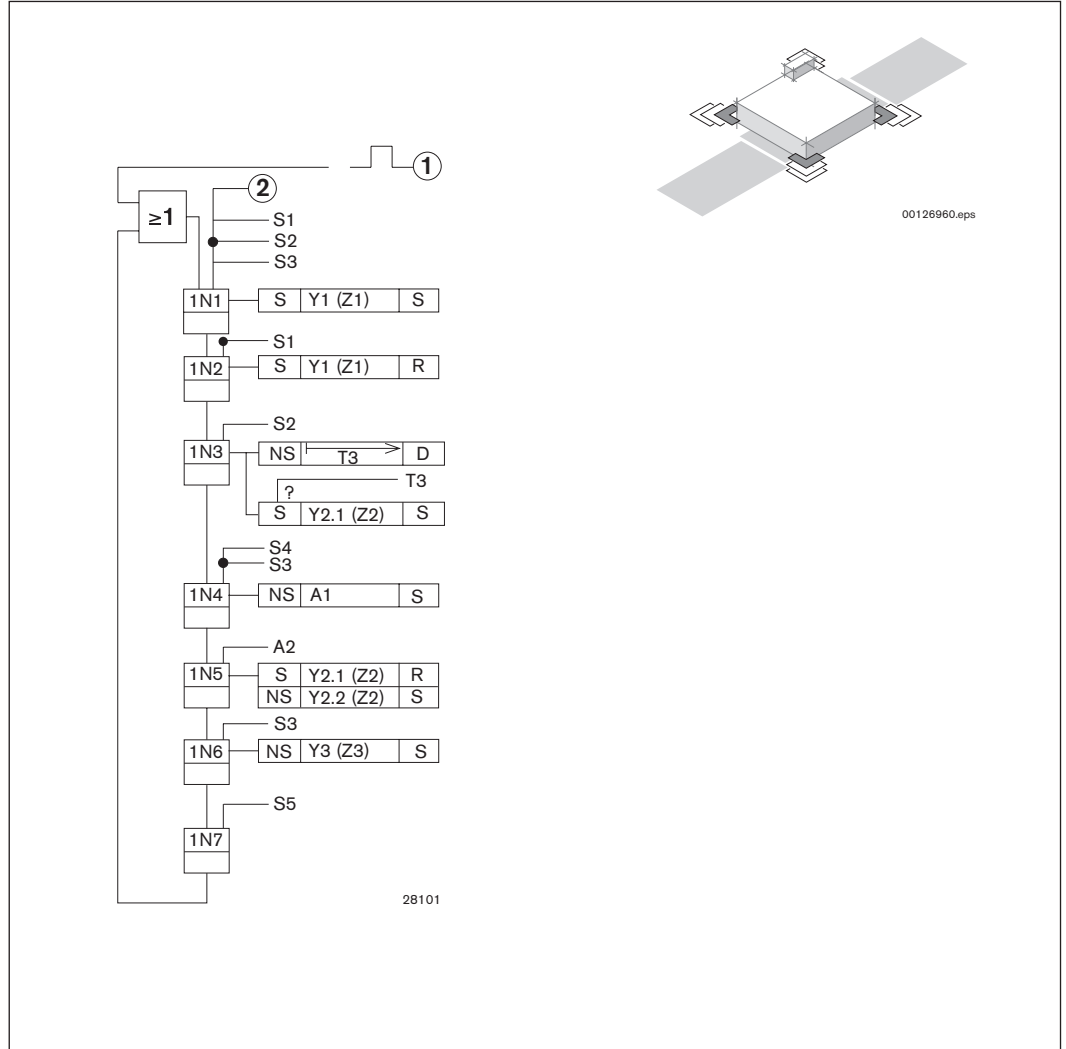 00126960.eps
1
2
≥1
S1
S2
S3
1N1 S Y1 (Z1) S
S1
1N2 S Y1 (Z1) R
S2
1N3 NS T3 D
T3
?
S Y2.1 (Z2) S
S4
S3
1N4 NS A1 S
A2
1N5 S Y2.1 (Z2) R
NS Y2.2 (Z2) S
S3
1N6 NS Y3 (Z3) S
S5
1N7
28101